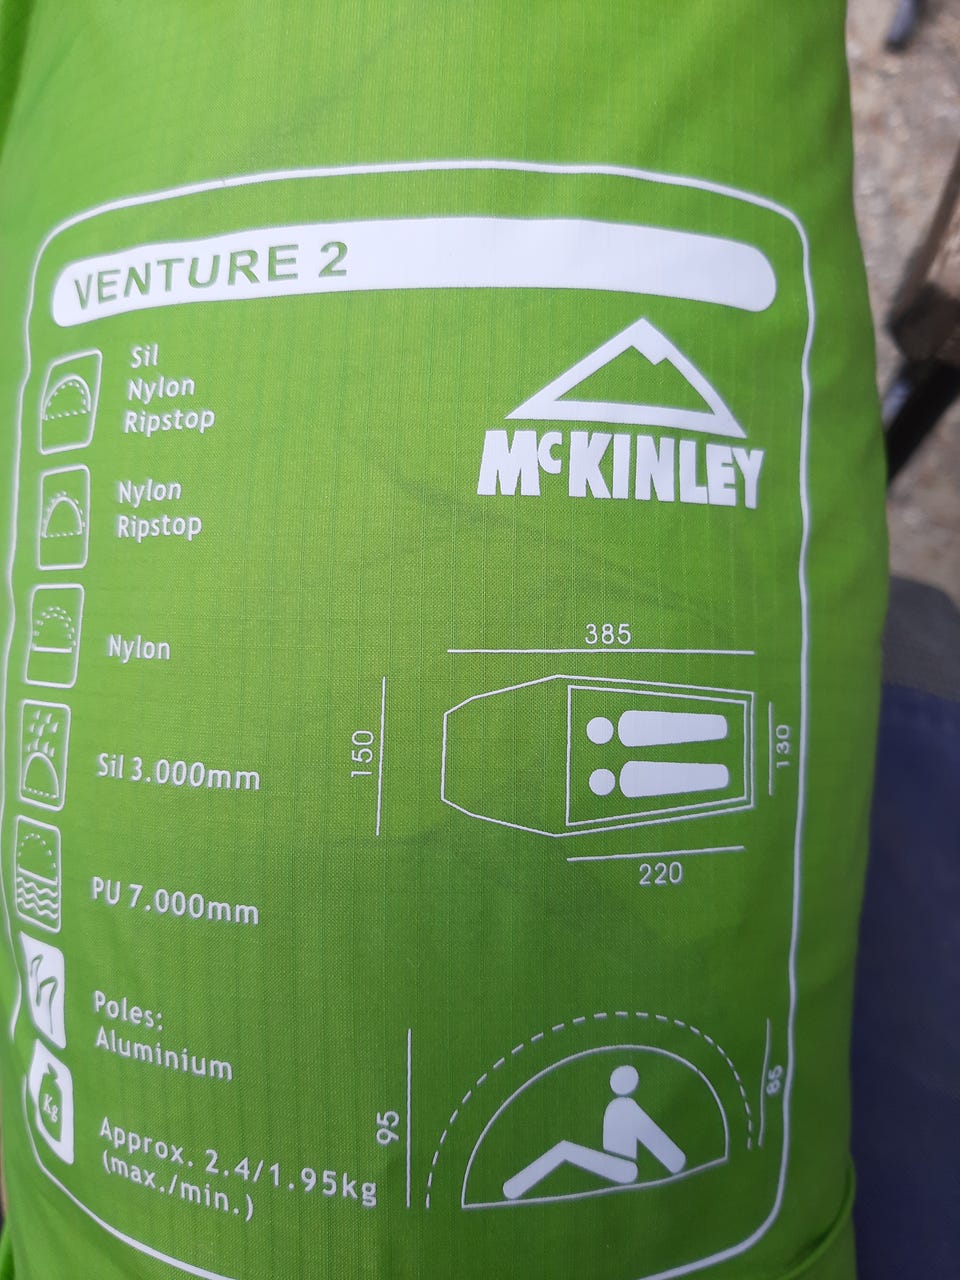 VENTURE 2
Sil
Nylon
Ripstop
McKINLEY
Nylon
Ripstop
Nylon
Sil 3.000mm
PU 7.000mm
Poles:
Aluminium
Kg
Approx. 2.4/1.95kg
(max./min.)
385
150
130
220
95
85